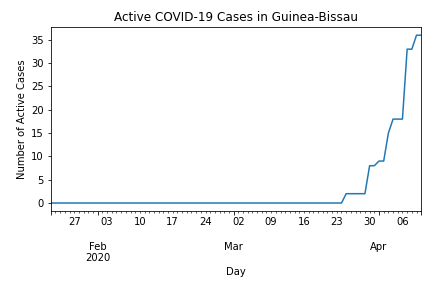 Active COVID-19 Cases in Guinea-Bissau
Number of Active Cases
35
30
25
20
15
10
5
0
27 03 10 17 24 02 09 16 23 30 06
Feb Mar Apr
2020
Day